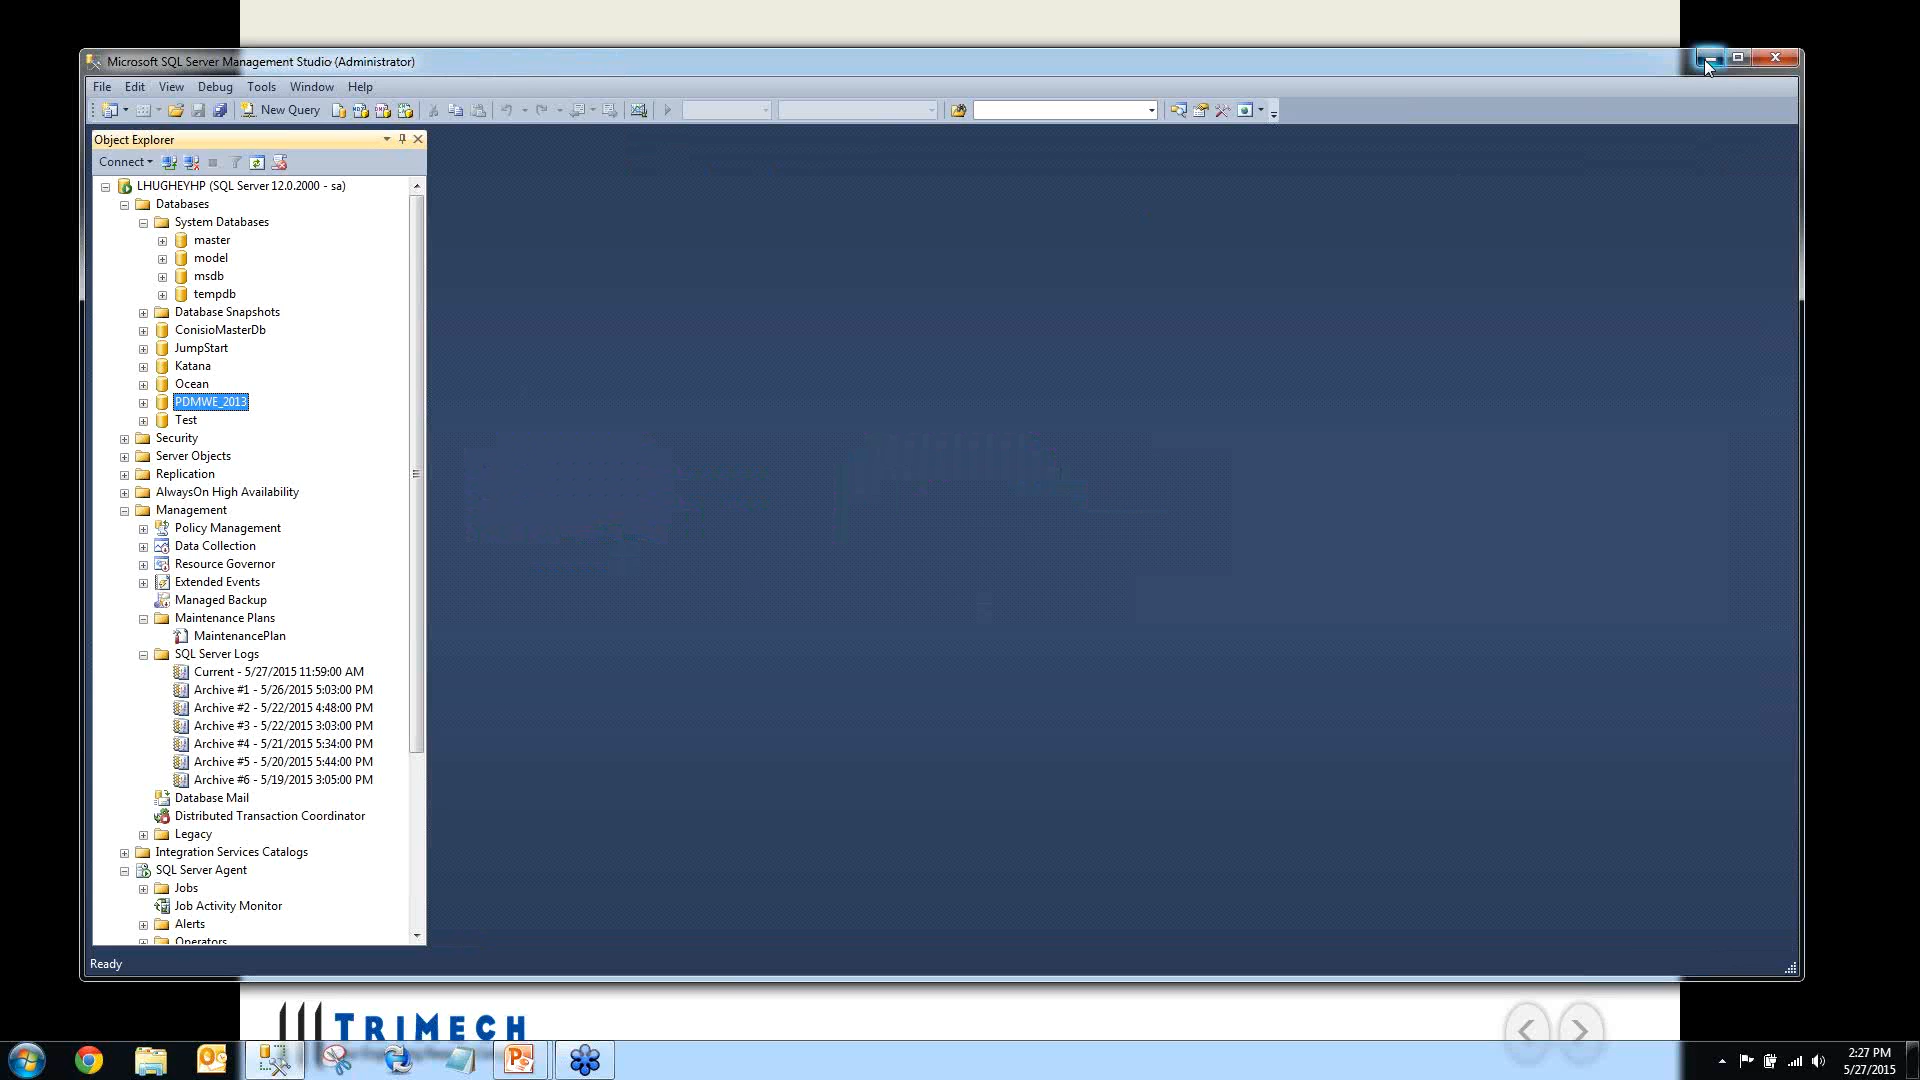 Microsoft SQL Server Management Studio (Administrator)
File Edit View Debug Tools Window Help
New Query
Object Explorer
Connect
LHUGHEYHP (SQL Server 12.0.2000 - sa)
Databases
System Databases
master
model
msdb
tempdb
Database Snapshots
ConisioMasterDb
JumpStart
Katana
Ocean
PDMWE_2013
Test
Security
Server Objects
Replication
AlwaysOn High Availability
Management
Policy Management
Data Collection
Resource Governor
Extended Events
Managed Backup
Maintenance Plans
MaintenancePlan
SQL Server Logs
Current - 5/27/2015 11:59:00 AM
Archive #1 - 5/26/2015 5:03:00 PM
Archive #2 - 5/22/2015 4:48:00 PM
Archive #3 - 5/22/2015 3:03:00 PM
Archive #4 - 5/21/2015 5:34:00 PM
Archive #5 - 5/20/2015 5:44:00 PM
Archive #6 - 5/19/2015 3:05:00 PM
Database Mail
Distributed Transaction Coordinator
Legacy
Integration Services Catalogs
SQL Server Agent
Jobs
Job Activity Monitor
Alerts
Operators
Ready
TRIMECH
2:27 PM
5/27/2015